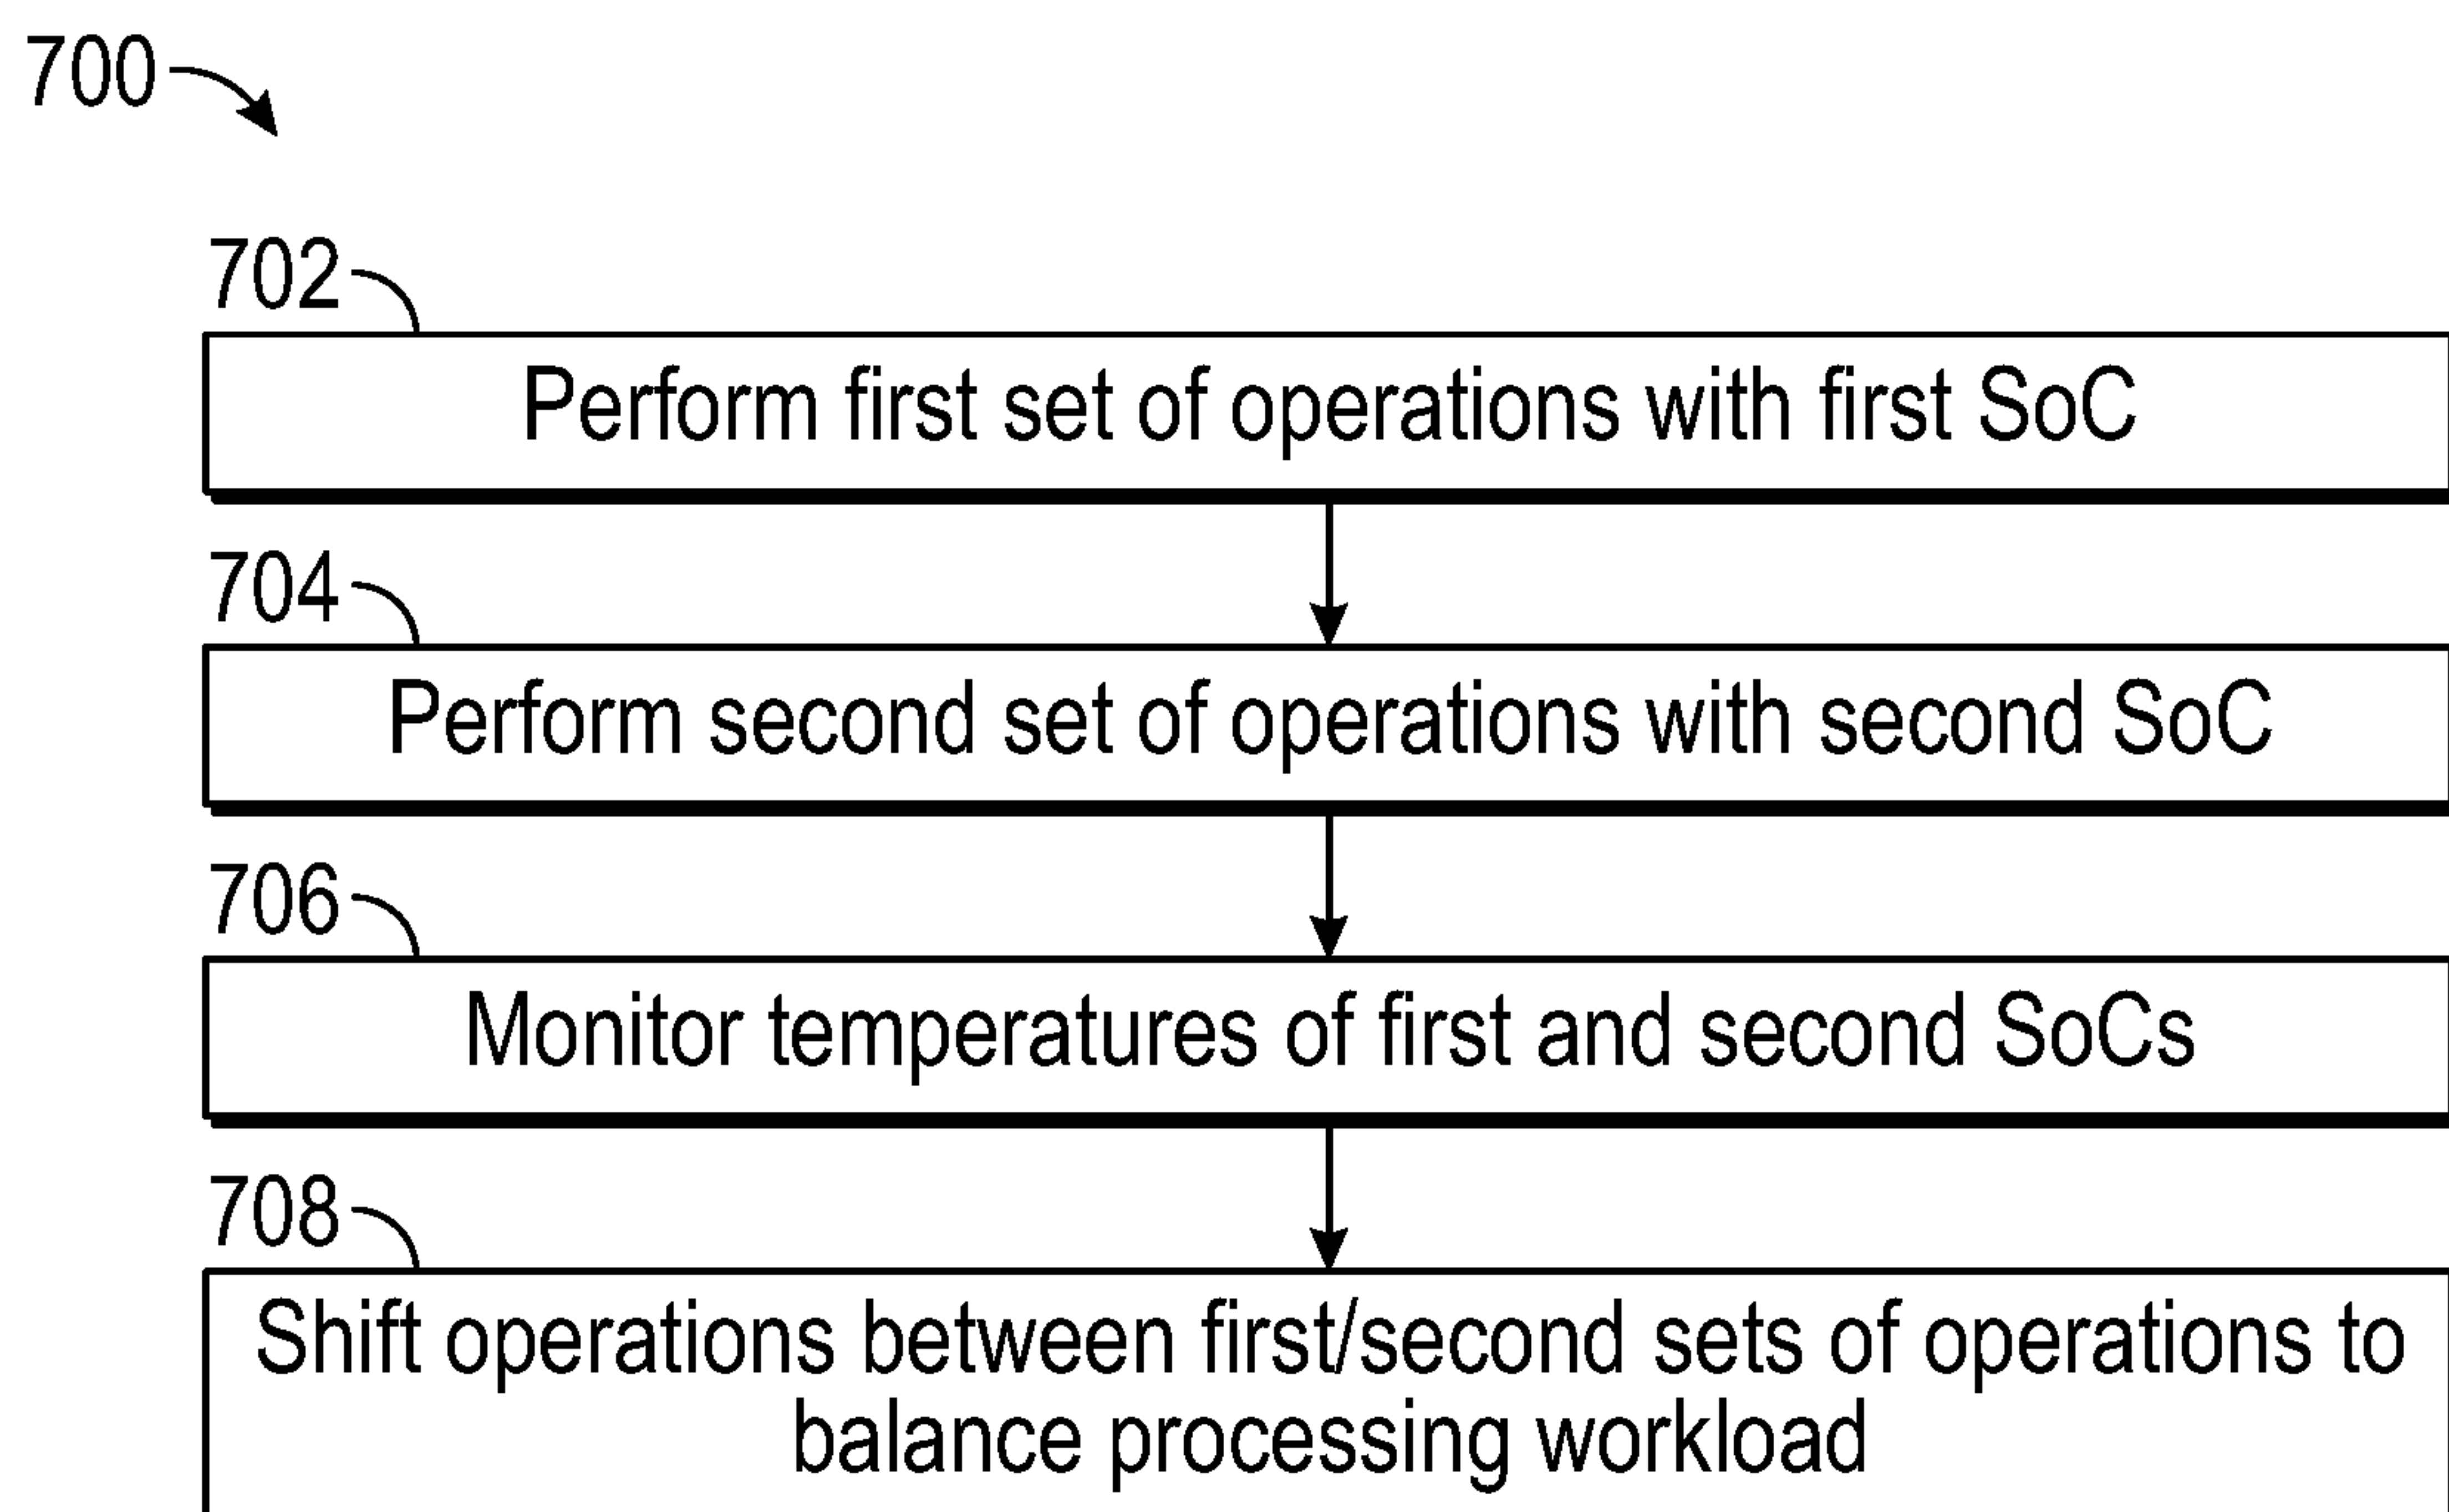 700
702
Perform first set of operations with first SoC
704
Perform second set of operations with second SoC
706
Monitor temperatures of first and second SoCs
708
Shift operations between first/second sets of operations to
balance processing workload